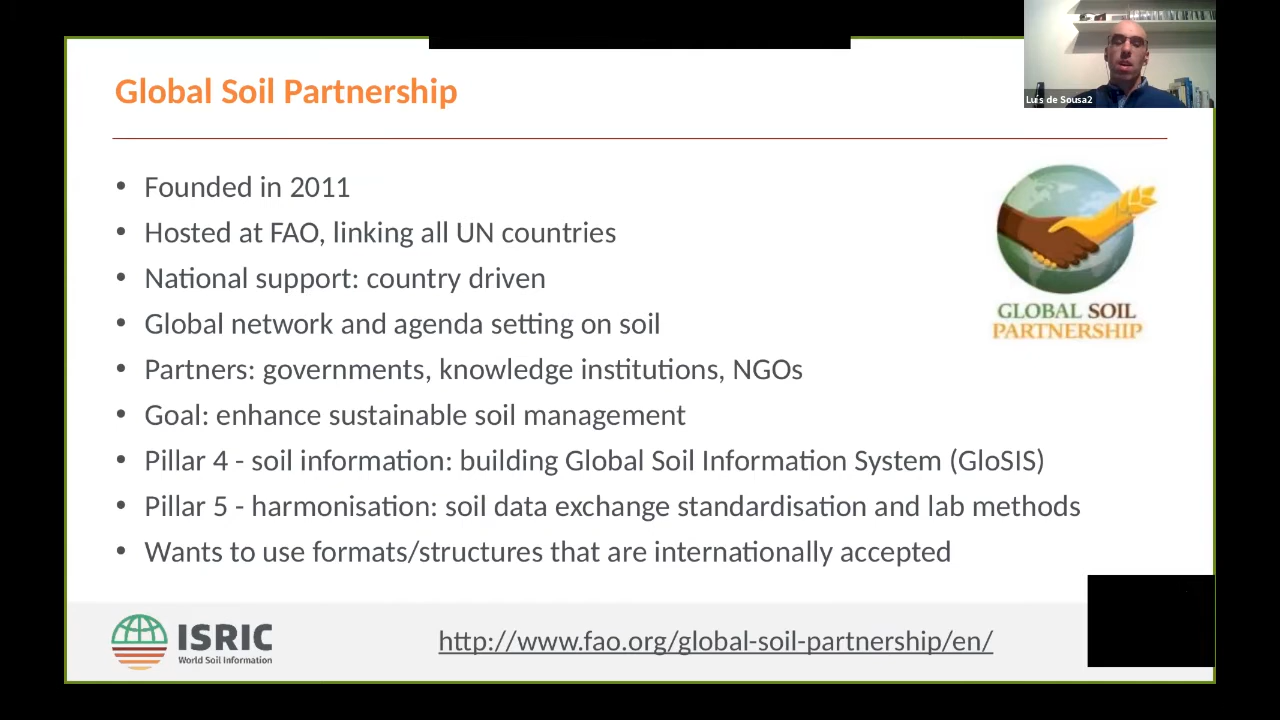 Luís de Sousa2
Global Soil Partnership
• Founded in 2011
• Hosted at FAO, linking all UN countries
• National support: country driven
• Global network and agenda setting on soil
• Partners: governments, knowledge institutions, NGOs
• Goal: enhance sustainable soil management
• Pillar 4 - soil information: building Global Soil Information System (GloSIS)
• Pillar 5 - harmonisation: soil data exchange standardisation and lab methods
• Wants to use formats/structures that are internationally accepted
GLOBAL SOIL
PARTNERSHIP
ISRIC
World Soil Information
http://www.fao.org/global-soil-partnership/en/